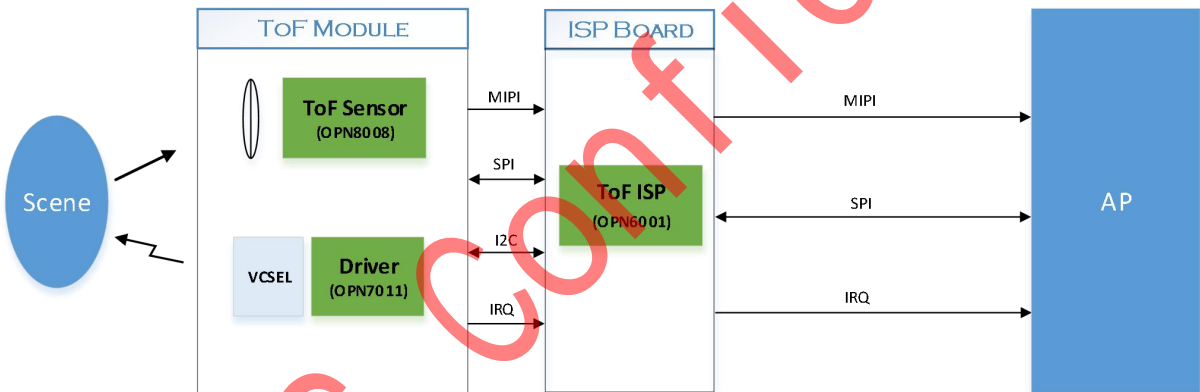 ToF Module
ISP Board
ToF Sensor
(OPN8008)
MIPI
MIPI
SPI
ToF ISP
(OPN6001)
SPI
Scene
AP
I2C
VCSEL
Driver
(OPN7011)
IRQ
IRQ